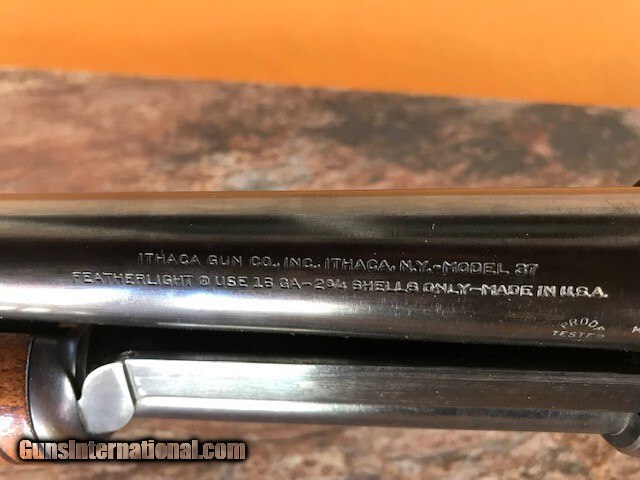 ITHACA GUN CO., INC., ITHACA, N.Y.-MODEL 37
FEATHERLIGHT ® USE 16 GA-2¾ SHELLS ONLY-MADE IN U.S.A.
TESTED
GunsInternational.com